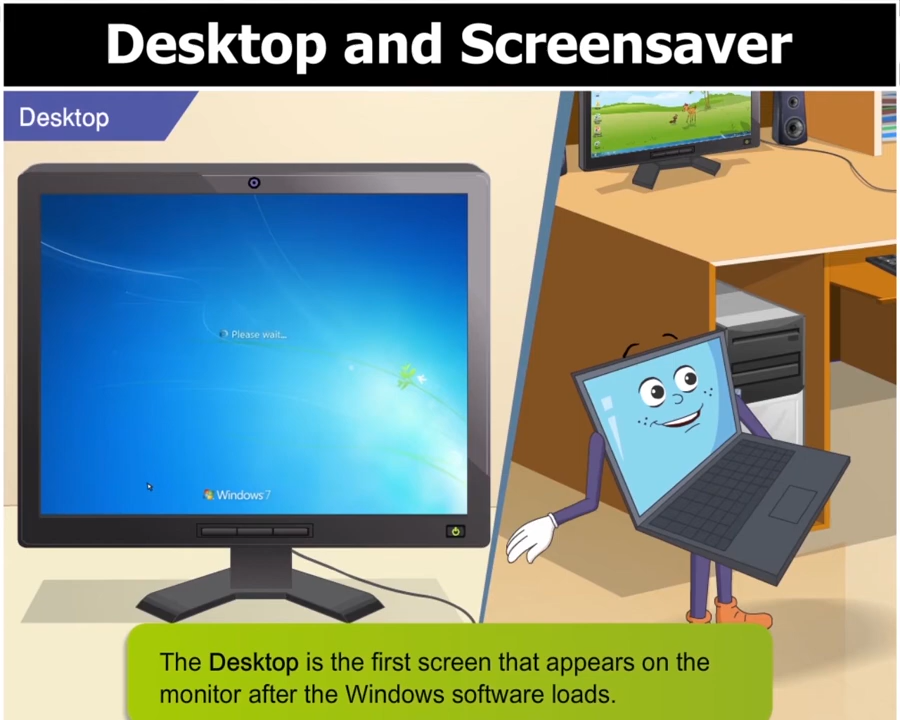 Desktop and Screensaver
Desktop
Please wait...
Windows 7
The Desktop is the first screen that appears on the
monitor after the Windows software loads.